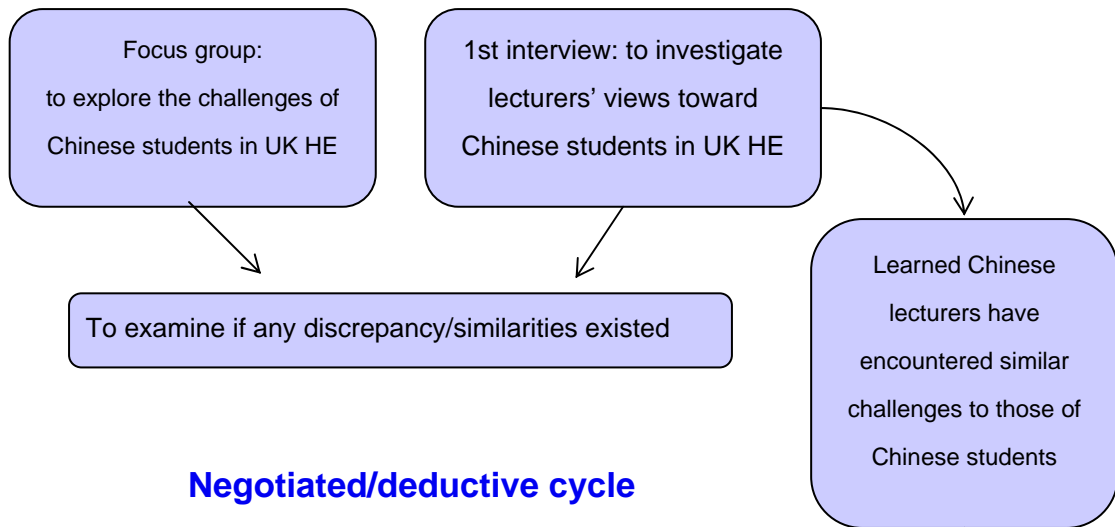 Focus group:
to explore the challenges of
Chinese students in UK HE
1st interview: to investigate
lecturers’ views toward
Chinese students in UK HE
To examine if any discrepancy/similarities existed
Learned Chinese
lecturers have
encountered similar
challenges to those of
Chinese students
Negotiated/deductive cycle